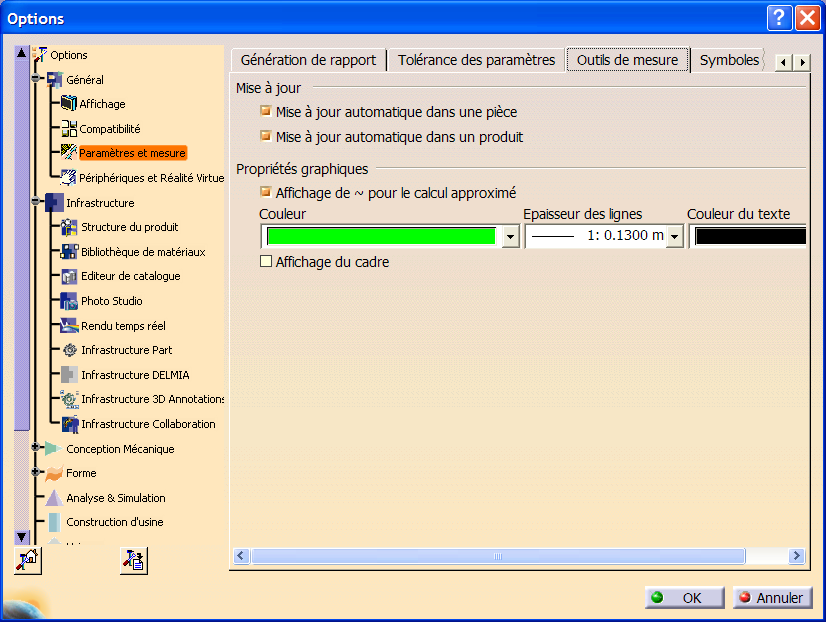 Options
Options
Général
Affichage
Compatibilité
Paramètres et mesure
Périphériques et Réalité Virtue
Infrastructure
Structure du produit
Bibliothèque de matériaux
Editeur de catalogue
Photo Studio
Rendu temps réel
Infrastructure Part
Infrastructure DELMIA
Infrastructure 3D Annotations
Infrastructure Collaboration
Conception Mécanique
Forme
Analyse & Simulation
Construction d'usine
Génération de rapport Tolérance des paramètres Outils de mesure Symboles
Mise à jour
Mise à jour automatique dans une pièce
Mise à jour automatique dans un produit
Propriétés graphiques
Affichage de ~ pour le calcul approximé
Couleur Epaisseur des lignes Couleur du texte
1: 0.1300 m
Affichage du cadre
OK Annuler